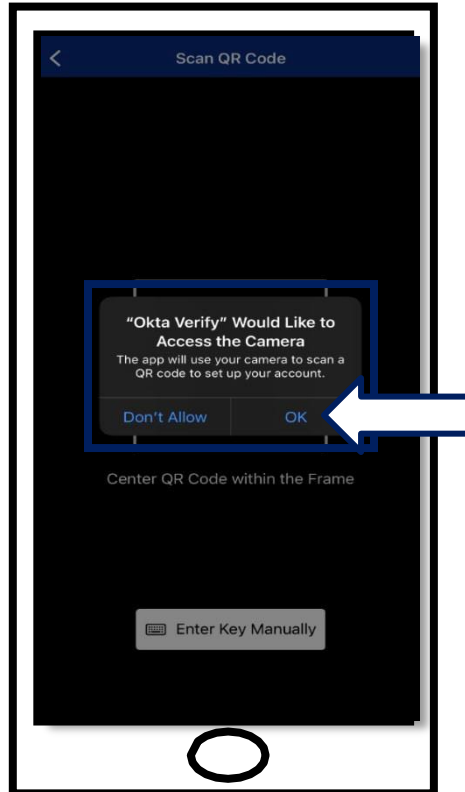 Scan QR Code
“Okta Verify” Would Like to
Access the Camera
The app will use your camera to scan a
QR code to set up your account.
Don’t Allow
OK
Center QR Code within the Frame
Enter Key Manually